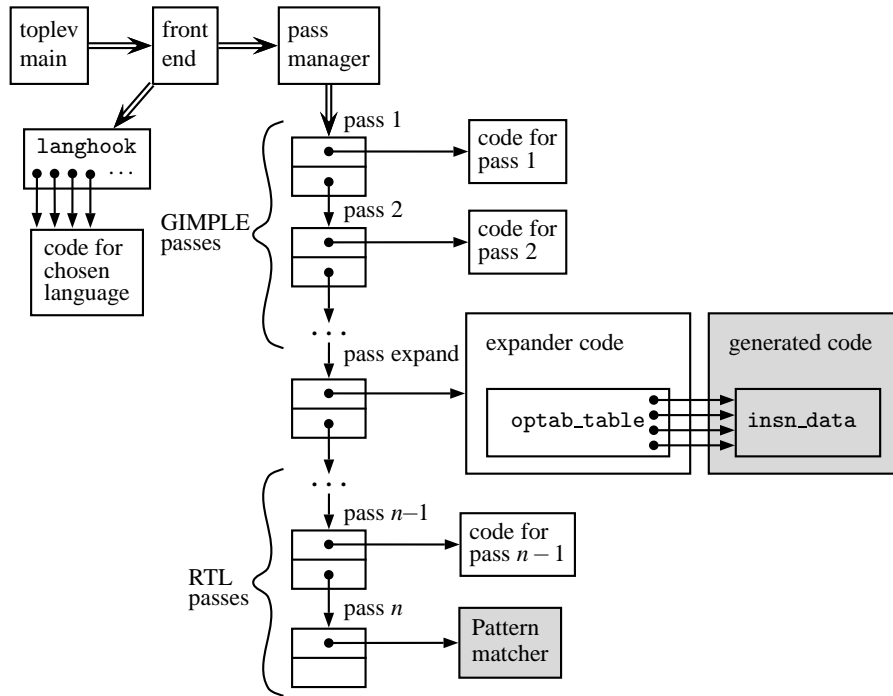 toplev
main
front
end
pass
manager
langhook
...
code for
chosen
language
GIMPLE
passes
pass 1
code for
pass 1
pass 2
code for
pass 2
...
pass expand
expander code
optab_table
generated code
insn_data
...
RTL
passes
pass n−1
code for
pass n − 1
pass n
Pattern
matcher